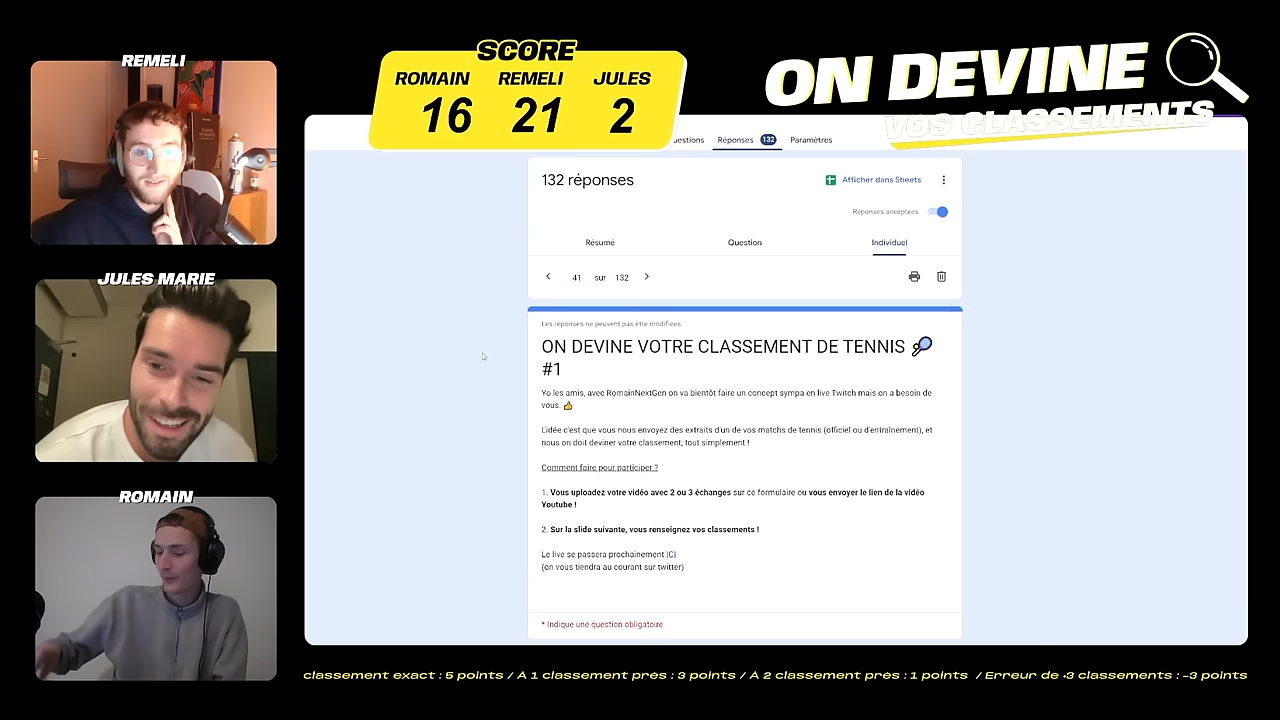 REMELI
JULES MARIE
ROMAIN
SCORE
ROMAIN REMELI JULES
16 21 2
ON DEVINE
VOS CLASSEMENTS
Réponses 132 Paramètres
132 réponses
Afficher dans Sheets
Réponses acceptées
Résumé Question Individuel
41 sur 132
Les réponses ne peuvent pas être modifiées.
ON DEVINE VOTRE CLASSEMENT DE TENNIS 🎾
#1
Yo les amis, avec RomainNextGen on va bientôt faire un concept sympa en live Twitch mais on a besoin de
vous. 👍
L'idée c'est que vous nous envoyez des extraits d'un de vos matchs de tennis (officiel ou d'entraînement), et
nous on doit deviner votre classement, tout simplement !
Comment faire pour participer ?
1. Vous uploadez votre vidéo avec 2 ou 3 échanges sur ce formulaire ou vous envoyer le lien de la vidéo
Youtube !
2. Sur la slide suivante, vous renseignez vos classements !
Le live se passera prochainement ICI
(on vous tiendra au courant sur twitter)
* Indique une question obligatoire
classement exact : 5 points / À 1 classement près : 3 points / À 2 classement près : 1 points / Erreur de +3 classements : -3 points